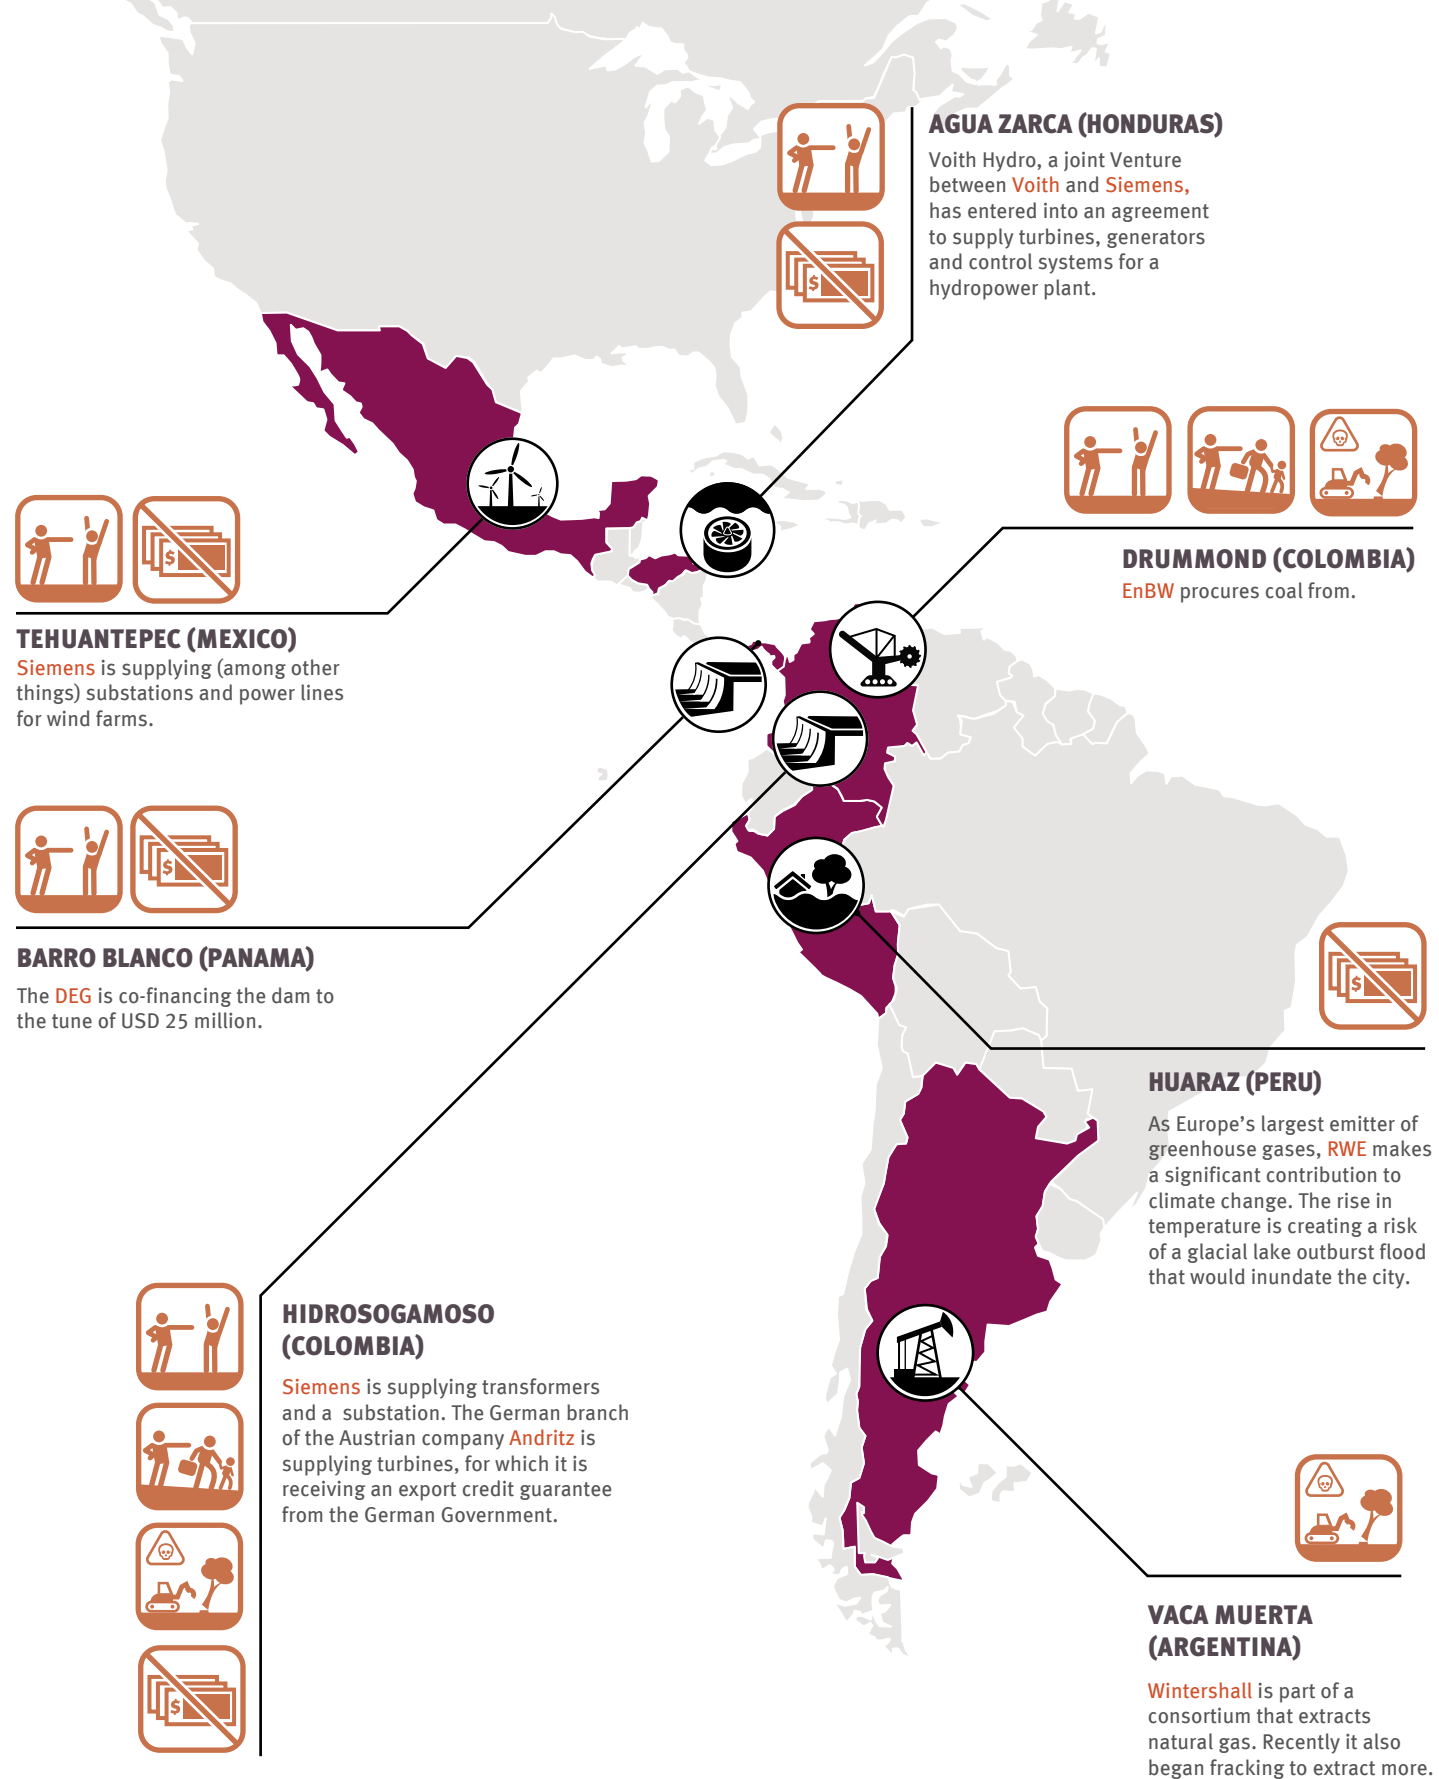 AGUA ZARCA (HONDURAS)
Voith Hydro, a joint Venture
between Voith and Siemens,
has entered into an agreement
to supply turbines, generators
and control systems for a
hydropower plant.
$
DRUMMOND (COLOMBIA)
EnBW procures coal from.
$
TEHUANTEPEC (MEXICO)
Siemens is supplying (among other
things) substations and power lines
for wind farms.
$
BARRO BLANCO (PANAMA)
The DEG is co-financing the dam to
the tune of USD 25 million.
$
HUARAZ (PERU)
As Europe’s largest emitter of
greenhouse gases, RWE makes
a significant contribution to
climate change. The rise in
temperature is creating a risk
of a glacial lake outburst flood
that would inundate the city.
HIDROSOGAMOSO
(COLOMBIA)
Siemens is supplying transformers
and a substation. The German branch
of the Austrian company Andritz is
supplying turbines, for which it is
receiving an export credit guarantee
from the German Government.
$
VACA MUERTA
(ARGENTINA)
Wintershall is part of a
consortium that extracts
natural gas. Recently it also
began fracking to extract more.